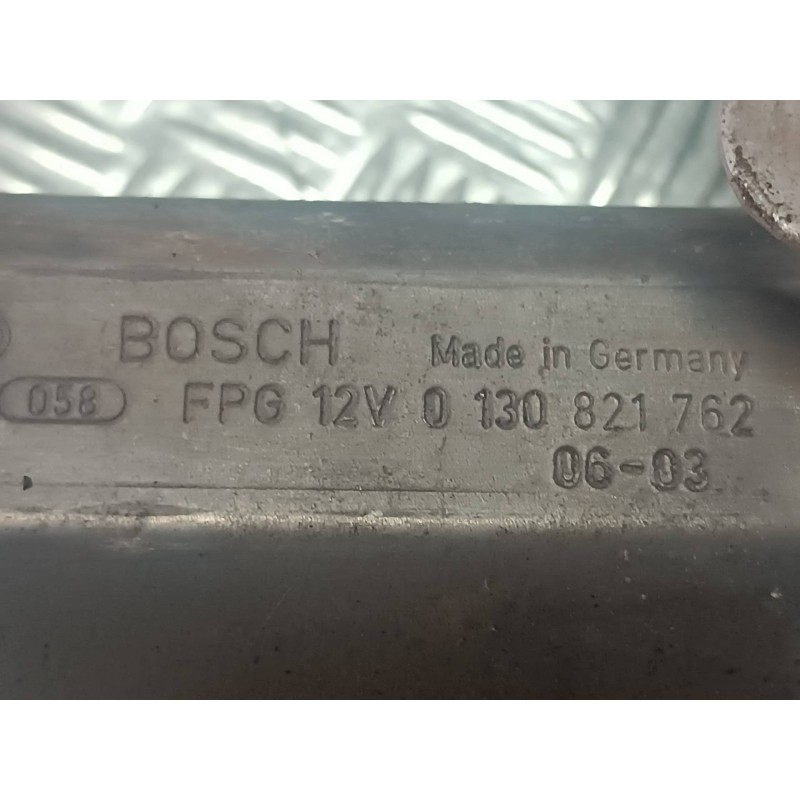 BOSCH Made in Germany
058 FPG 12V 0 130 821 762
06-03